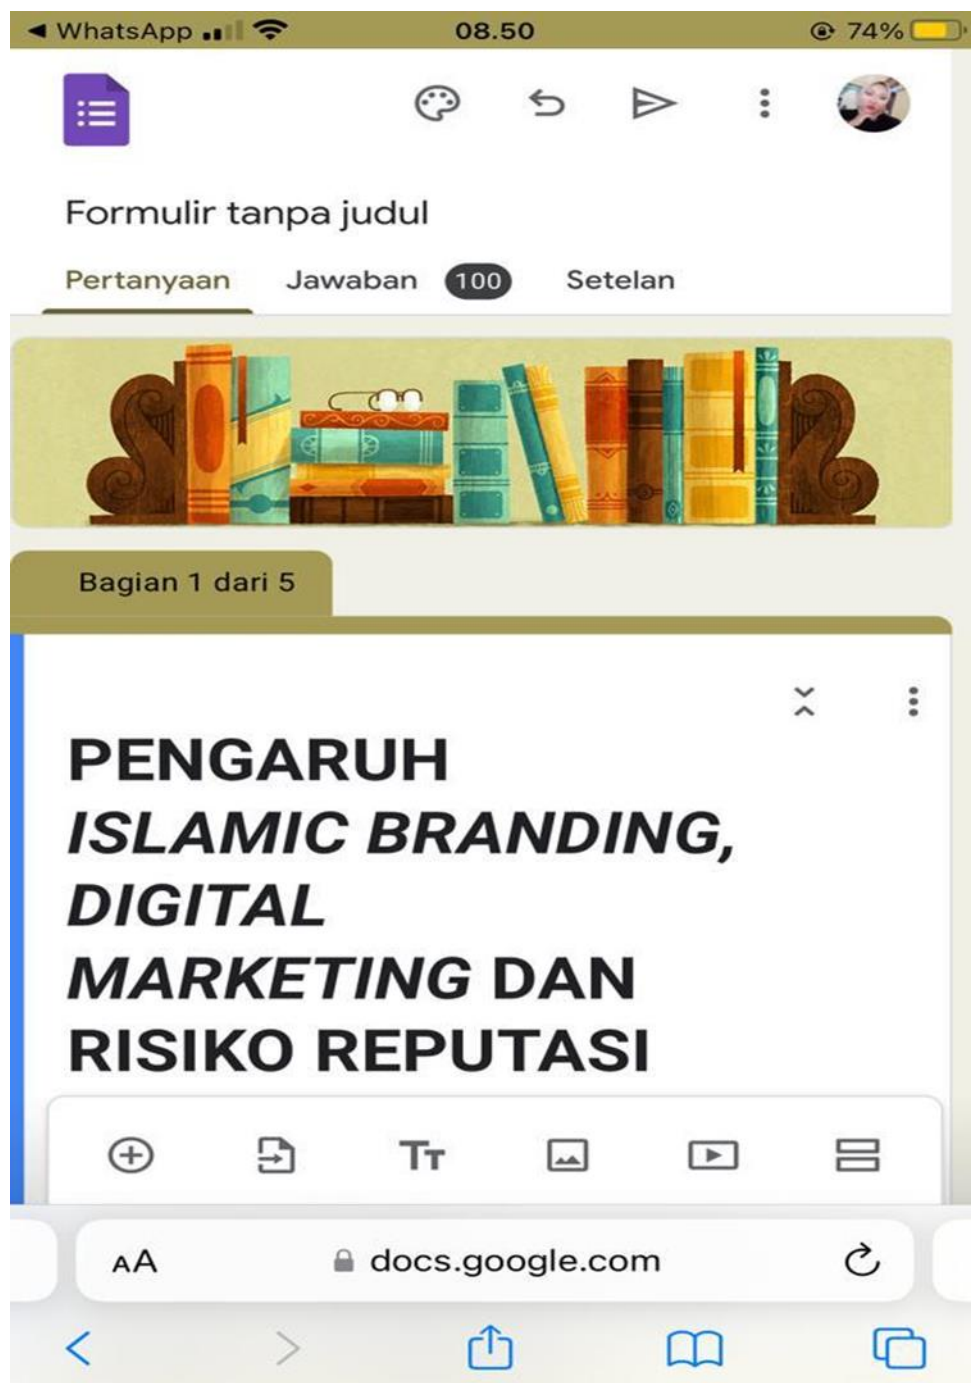 WhatsApp 08.50 74%
Formulir tanpa judul
Pertanyaan Jawaban 100 Setelan
Bagian 1 dari 5
PENGARUH
ISLAMIC BRANDING,
DIGITAL
MARKETING DAN
RISIKO REPUTASI
TT
AA docs.google.com